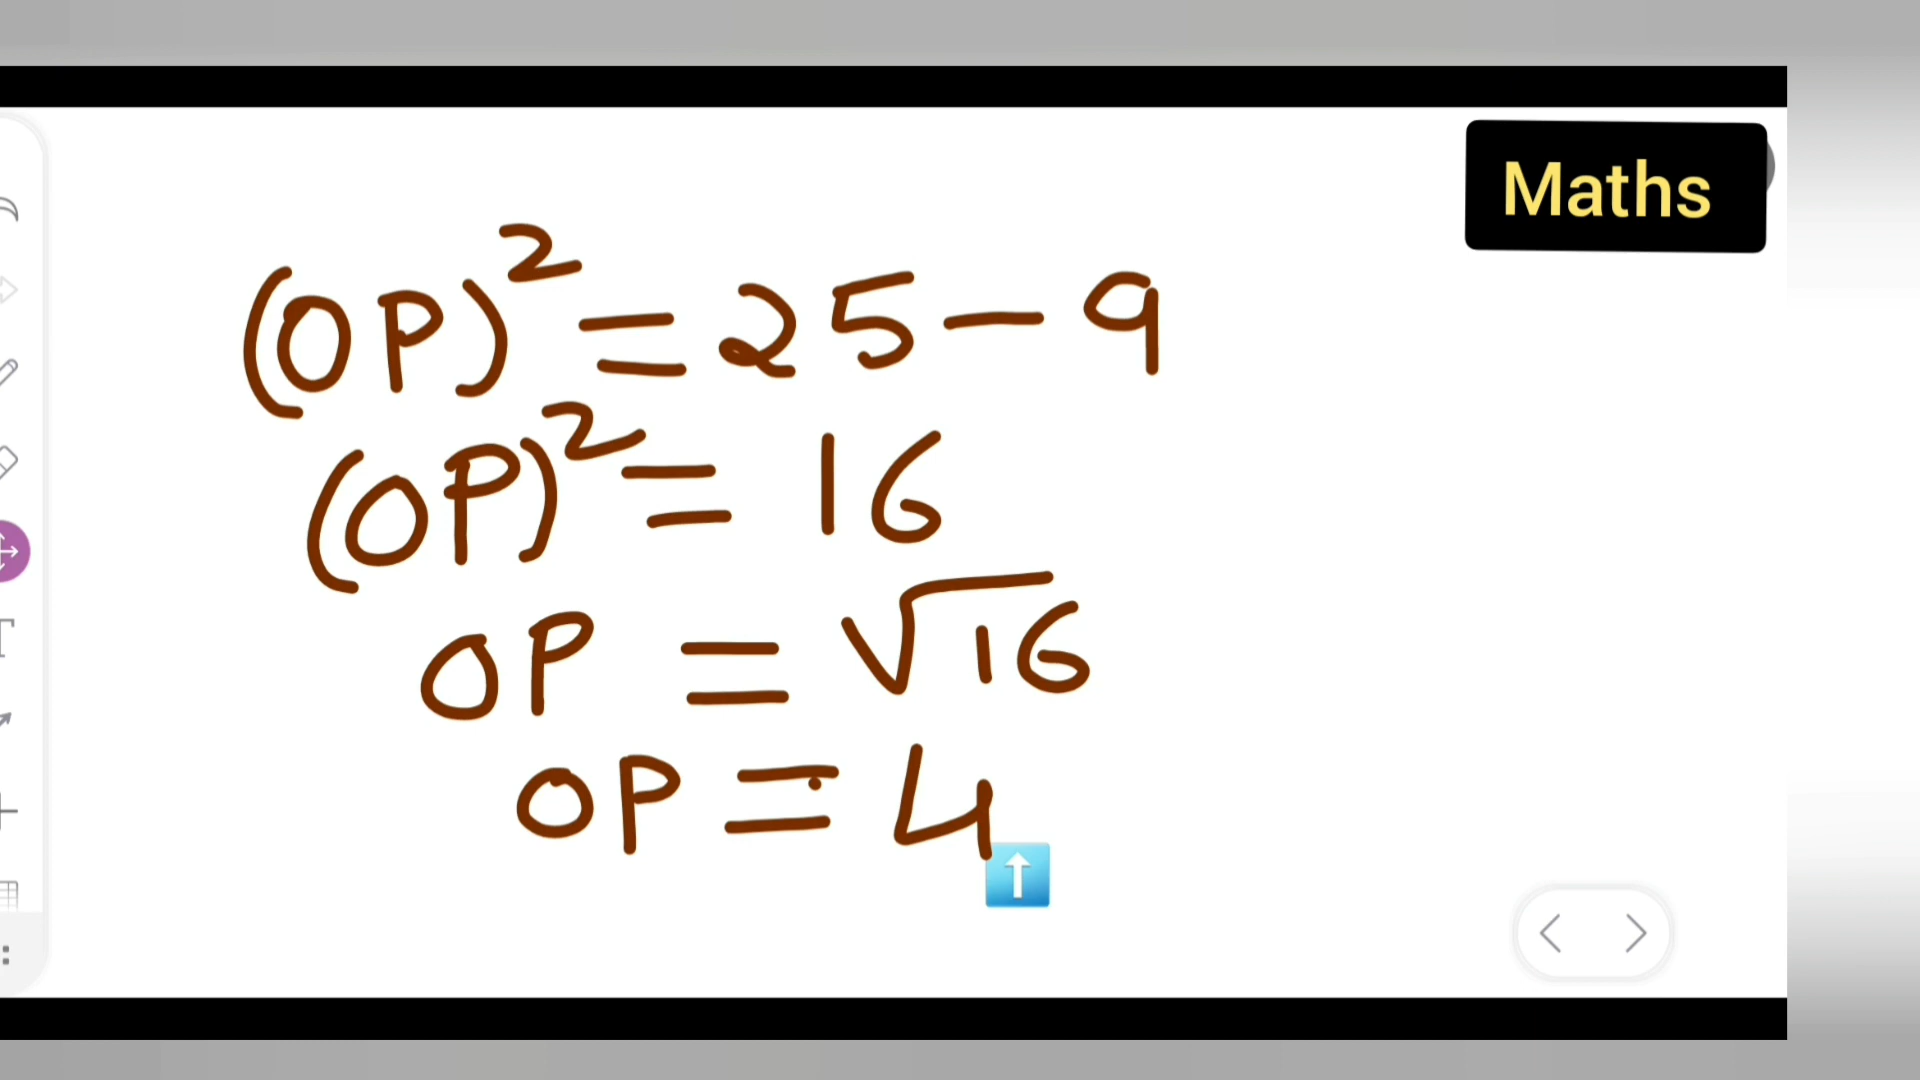 Maths
(OP)² = 25 - 9
(OP)² = 16
OP = √16
OP = 4